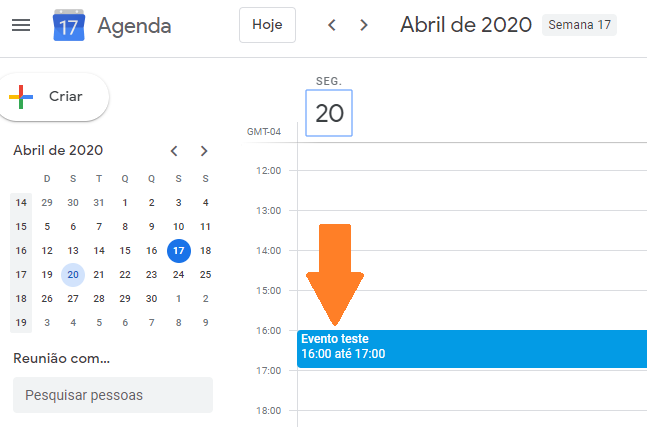 17 Agenda Hoje Abril de 2020 Semana 17
Criar
SEG.
20
GMT-04
Abril de 2020
D S T Q Q S S
14 29 30 31 1 2 3 4
15 5 6 7 8 9 10 11
16 12 13 14 15 16 17 18
17 19 20 21 22 23 24 25
18 26 27 28 29 30 1 2
19 3 4 5 6 7 8 9
Reunião com...
Pesquisar pessoas
12:00
13:00
14:00
15:00
16:00
Evento teste
16:00 até 17:00
17:00
18:00